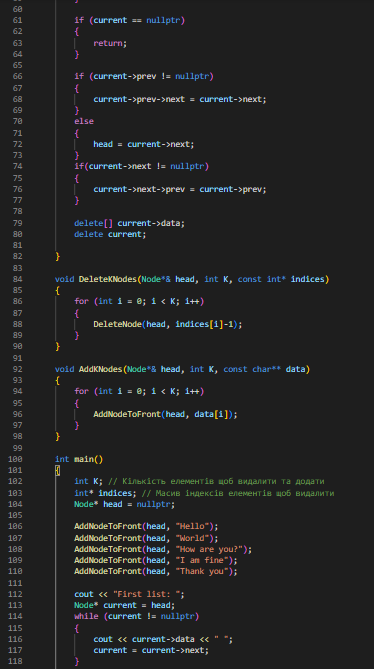 60
61 if (current == nullptr)
62 {
63 return;
64 }
65
66 if (current->prev != nullptr)
67 {
68 current->prev->next = current->next;
69 }
70 else
71 {
72 head = current->next;
73 }
74 if(current->next != nullptr)
75 {
76 current->next->prev = current->prev;
77 }
78
79 delete[] current->data;
80 delete current;
81
82 }
83
84 void DeleteKNodes(Node*& head, int K, const int* indices)
85 {
86 for (int i = 0; i < K; i++)
87 {
88 DeleteNode(head, indices[i]-1);
89 }
90 }
91
92 void AddKNodes(Node*& head, int K, const char** data)
93 {
94 for (int i = 0; i < K; i++)
95 {
96 AddNodeToFront(head, data[i]);
97 }
98 }
99
100 int main()
101 {
102 int K; // Кількість елементів щоб видалити та додати
103 int* indices; // Масив індексів елементів щоб видалити
104 Node* head = nullptr;
105
106 AddNodeToFront(head, "Hello");
107 AddNodeToFront(head, "World");
108 AddNodeToFront(head, "How are you?");
109 AddNodeToFront(head, "I am fine");
110 AddNodeToFront(head, "Thank you");
111
112 cout << "First list: ";
113 Node* current = head;
114 while (current != nullptr)
115 {
116 cout << current->data << " ";
117 current = current->next;
118 }